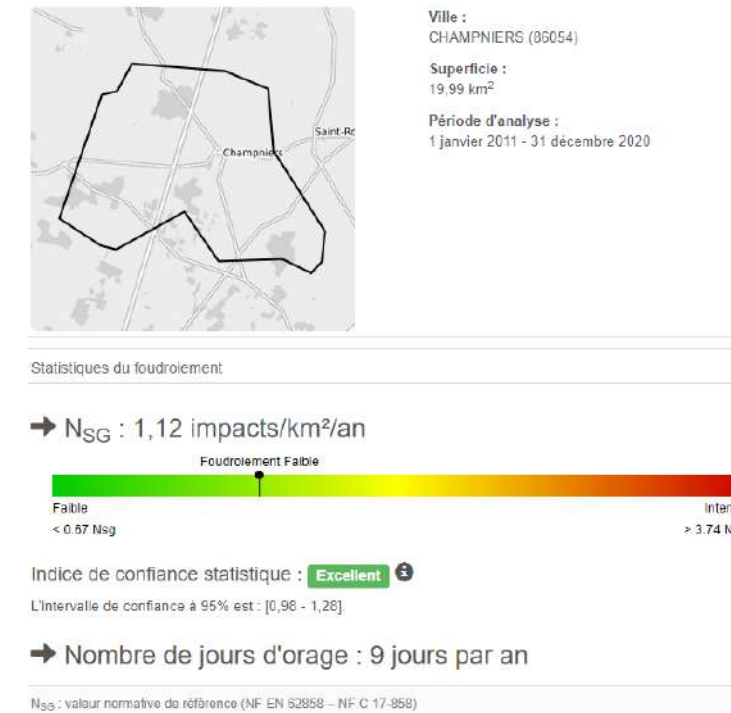 Ville :
CHAMPNIERS (86054)
Superficie :
19,99 km²
Période d'analyse :
1 janvier 2011 - 31 décembre 2020
Saint-Ro
Champniers
Statistiques du foudroiement
➔ NSG : 1,12 impacts/km²/an
Foudroiement Faible
Faible
Inten
< 0.67 Nsg
> 3.74 N
Indice de confiance statistique : Excellent
L'intervalle de confiance à 95% est : [0,98 - 1,28].
➔ Nombre de jours d'orage : 9 jours par an
NSG : valeur normative de référence (NF EN 62858 – NF C 17-858)